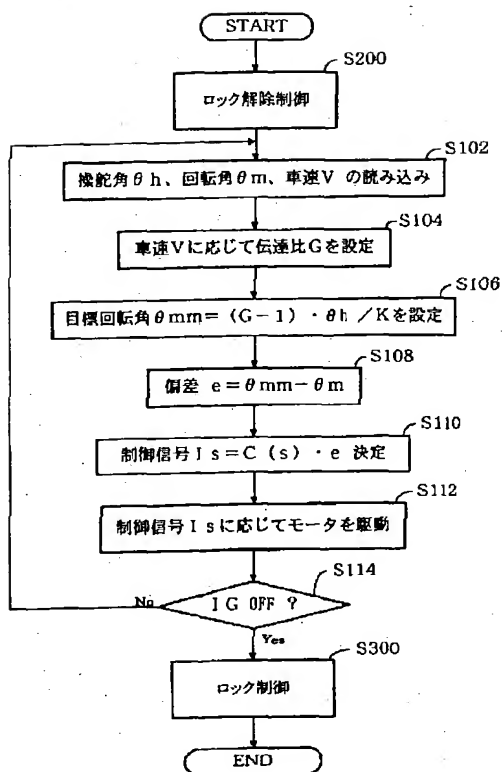 START
S200
ロック解除制御
S102
操舵角θh、回転角θm、車速V の読み込み
S104
車速Vに応じて伝達比Gを設定
S106
目標回転角θmm=(G-1)・θh/Kを設定
S108
偏差 e=θmm-θm
S110
制御信号Is=C(s)・e 決定
S112
制御信号Isに応じてモータを駆動
S114
IG OFF ?
No
Yes
S300
ロック制御
END